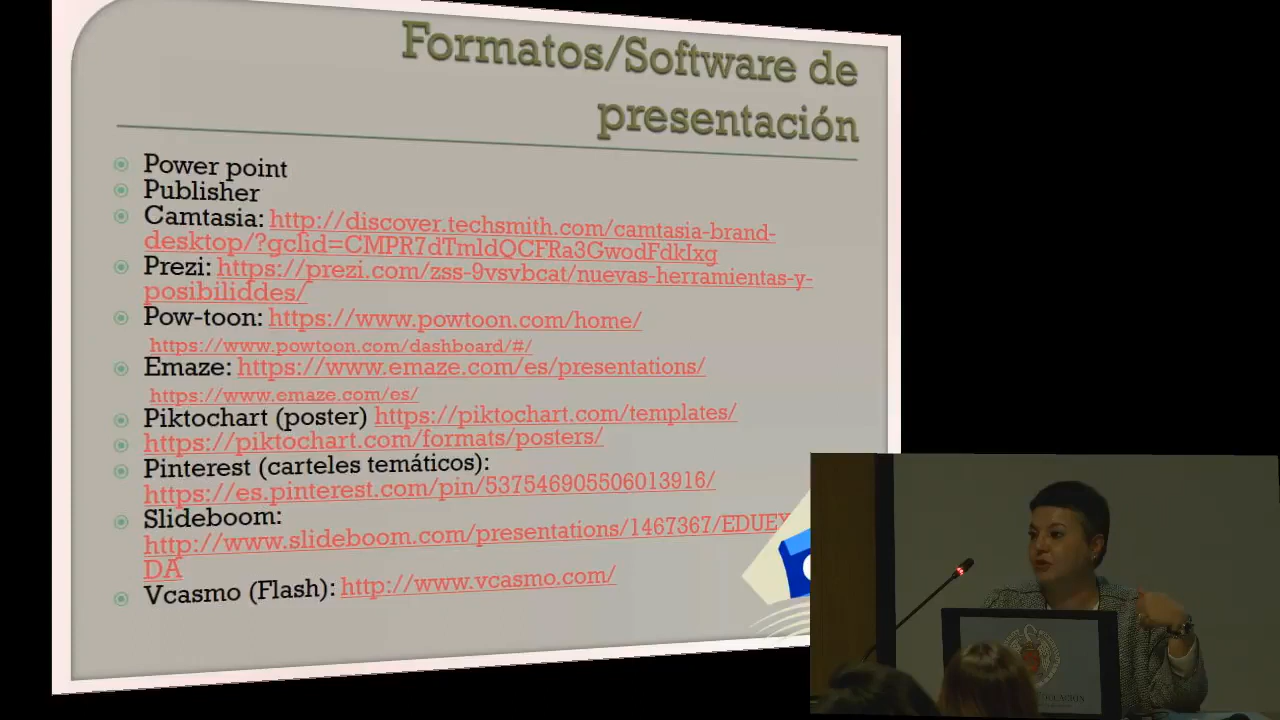 Formatos/Software de
presentación
Power point
Publisher
Camtasia: http://discover.techsmith.com/camtasia-brand-
desktop/?gclid=CMPR7dTmldQCFRa3GwodFdkIxg
Prezi: https://prezi.com/zss-9vsvbcat/nuevas-herramientas-y-
posibiliddes/
Pow-toon: https://www.powtoon.com/home/
https://www.powtoon.com/dashboard/#/
Emaze: https://www.emaze.com/es/presentations/
https://www.emaze.com/es/
Piktochart (poster) https://piktochart.com/templates/
https://piktochart.com/formats/posters/
Pinterest (carteles temáticos):
https://es.pinterest.com/pin/537546905506013916/
Slideboom:
http://www.slideboom.com/presentations/1467367/EDUEX
DA
Vcasmo (Flash): http://www.vcasmo.com/